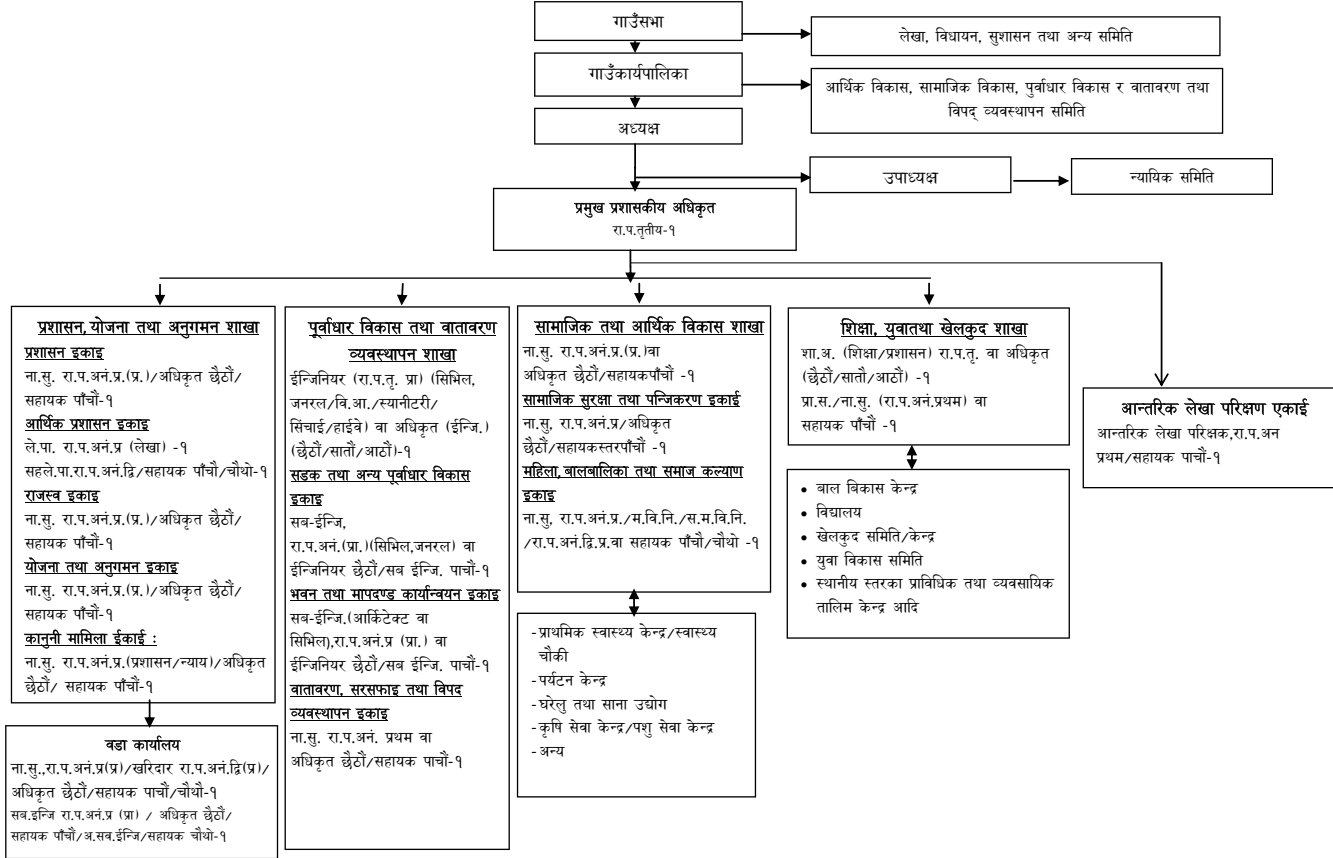 गाउँसभा
लेखा, विधायन, सुशासन तथा अन्य समिति
गाउँकार्यपालिका
आर्थिक विकास, सामाजिक विकास, पुर्वाधार विकास र वातावरण तथा
विपद् व्यवस्थापन समिति
अध्यक्ष
उपाध्यक्ष
न्यायिक समिति
प्रमुख प्रशासकीय अधिकृत
रा.प.तृतीय-१
प्रशासन, योजना तथा अनुगमन शाखा
प्रशासन इकाइ
ना.सु. रा.प.अनं.प्र.(प्र.)/अधिकृत छैठौं/
सहायक पाँचौं-१
आर्थिक प्रशासन इकाइ
ले.पा. रा.प.अनं.प्र (लेखा) -१
सहले.पा.रा.प.अनं.द्वि/सहायक पाँचौ/चौथो-१
राजस्व इकाइ
ना.सु. रा.प.अनं.प्र.(प्र.)/अधिकृत छैठौं/
सहायक पाँचौं-१
योजना तथा अनुगमन इकाइ
ना.सु. रा.प.अनं.प्र.(प्र.)/अधिकृत छैठौं/
सहायक पाँचौं-१
कानुनी मामिला ईकाई :
ना.सु. रा.प.अनं.प्र.(प्रशासन/न्याय)/अधिकृत
छैठौं/ सहायक पाँचौं-१
वडा कार्यालय
ना.सु.,रा.प.अनं.प्र(प्र)/खरिदार रा.प.अनं.द्वि(प्र)/
अधिकृत छैठौं/सहायक पाचौं/चौथौ-१
सब.इन्जि रा.प.अनं.प्र (प्रा) / अधिकृत छैठौं/
सहायक पाँचौं/अ.सव.ईन्जि/सहायक चौथो-१
पूर्वाधार विकास तथा वातावरण
व्यवस्थापन शाखा
ईन्जिनियर (रा.प.तृ. प्रा) (सिभिल,
जनरल/वि.आ./स्यानीटरी/
सिंचाई/हाईवे) वा अधिकृत (ईन्जि.)
(छैठौं/सातौं/आठौं)-१
सडक तथा अन्य पूर्वाधार विकास
इकाइ
सब-ईन्जि,
रा.प.अनं.(प्रा.)(सिभिल,जनरल) वा
ईन्जिनियर छैठौं/सब ईन्जि. पाचौं-१
भवन तथा मापदण्ड कार्यान्वयन इकाइ
सब-ईन्जि.(आर्किटेक्ट वा
सिभिल),रा.प.अनं.प्र (प्रा.) वा
ईन्जिनियर छैठौं/सब ईन्जि. पाचौं-१
वातावरण, सरसफाइ तथा विपद
व्यवस्थापन इकाइ
ना.सु. रा.प.अनं. प्रथम वा
अधिकृत छैठौं/सहायक पाचौं-१
सामाजिक तथा आर्थिक विकास शाखा
ना.सु. रा.प.अनं.प्र.(प्र.)वा
अधिकृत छैठौं/सहायकपाँचौं -१
सामाजिक सुरक्षा तथा पन्जिकरण इकाई
ना.सु, रा.प.अनं.प्र/अधिकृत
छैठौं/सहायकस्तरपाँचौं -१
महिला, बालबालिका तथा समाज कल्याण
इकाइ
ना.सु, रा.प.अनं.प्र./म.वि.नि./स.म.वि.नि.
/रा.प.अनं.द्वि.प्र.वा सहायक पाँचौ/चौथो -१
-प्राथमिक स्वास्थ्य केन्द्र/स्वास्थ्य
चौकी
-पर्यटन केन्द्र
-घरेलु तथा साना उद्योग
-कृषि सेवा केन्द्र/पशु सेवा केन्द्र
-अन्य
शिक्षा, युवातथा खेलकुद शाखा
शा.अ. (शिक्षा/प्रशासन) रा.प.तृ. वा अधिकृत
(छैठौं/सातौ/आठौं) -१
प्रा.स./ना.सु. (रा.प.अनं.प्रथम) वा
सहायक पाँचौं -१
• बाल बिकास केन्द्र
• विद्यालय
• खेलकुद समिति/केन्द्र
• युवा विकास समिति
• स्थानीय स्तरका प्राविधिक तथा व्यवसायिक
तालिम केन्द्र आदि
आन्तरिक लेखा परिक्षण एकाई
आन्तरिक लेखा परिक्षक,रा.प.अन
प्रथम/सहायक पाचौं-१